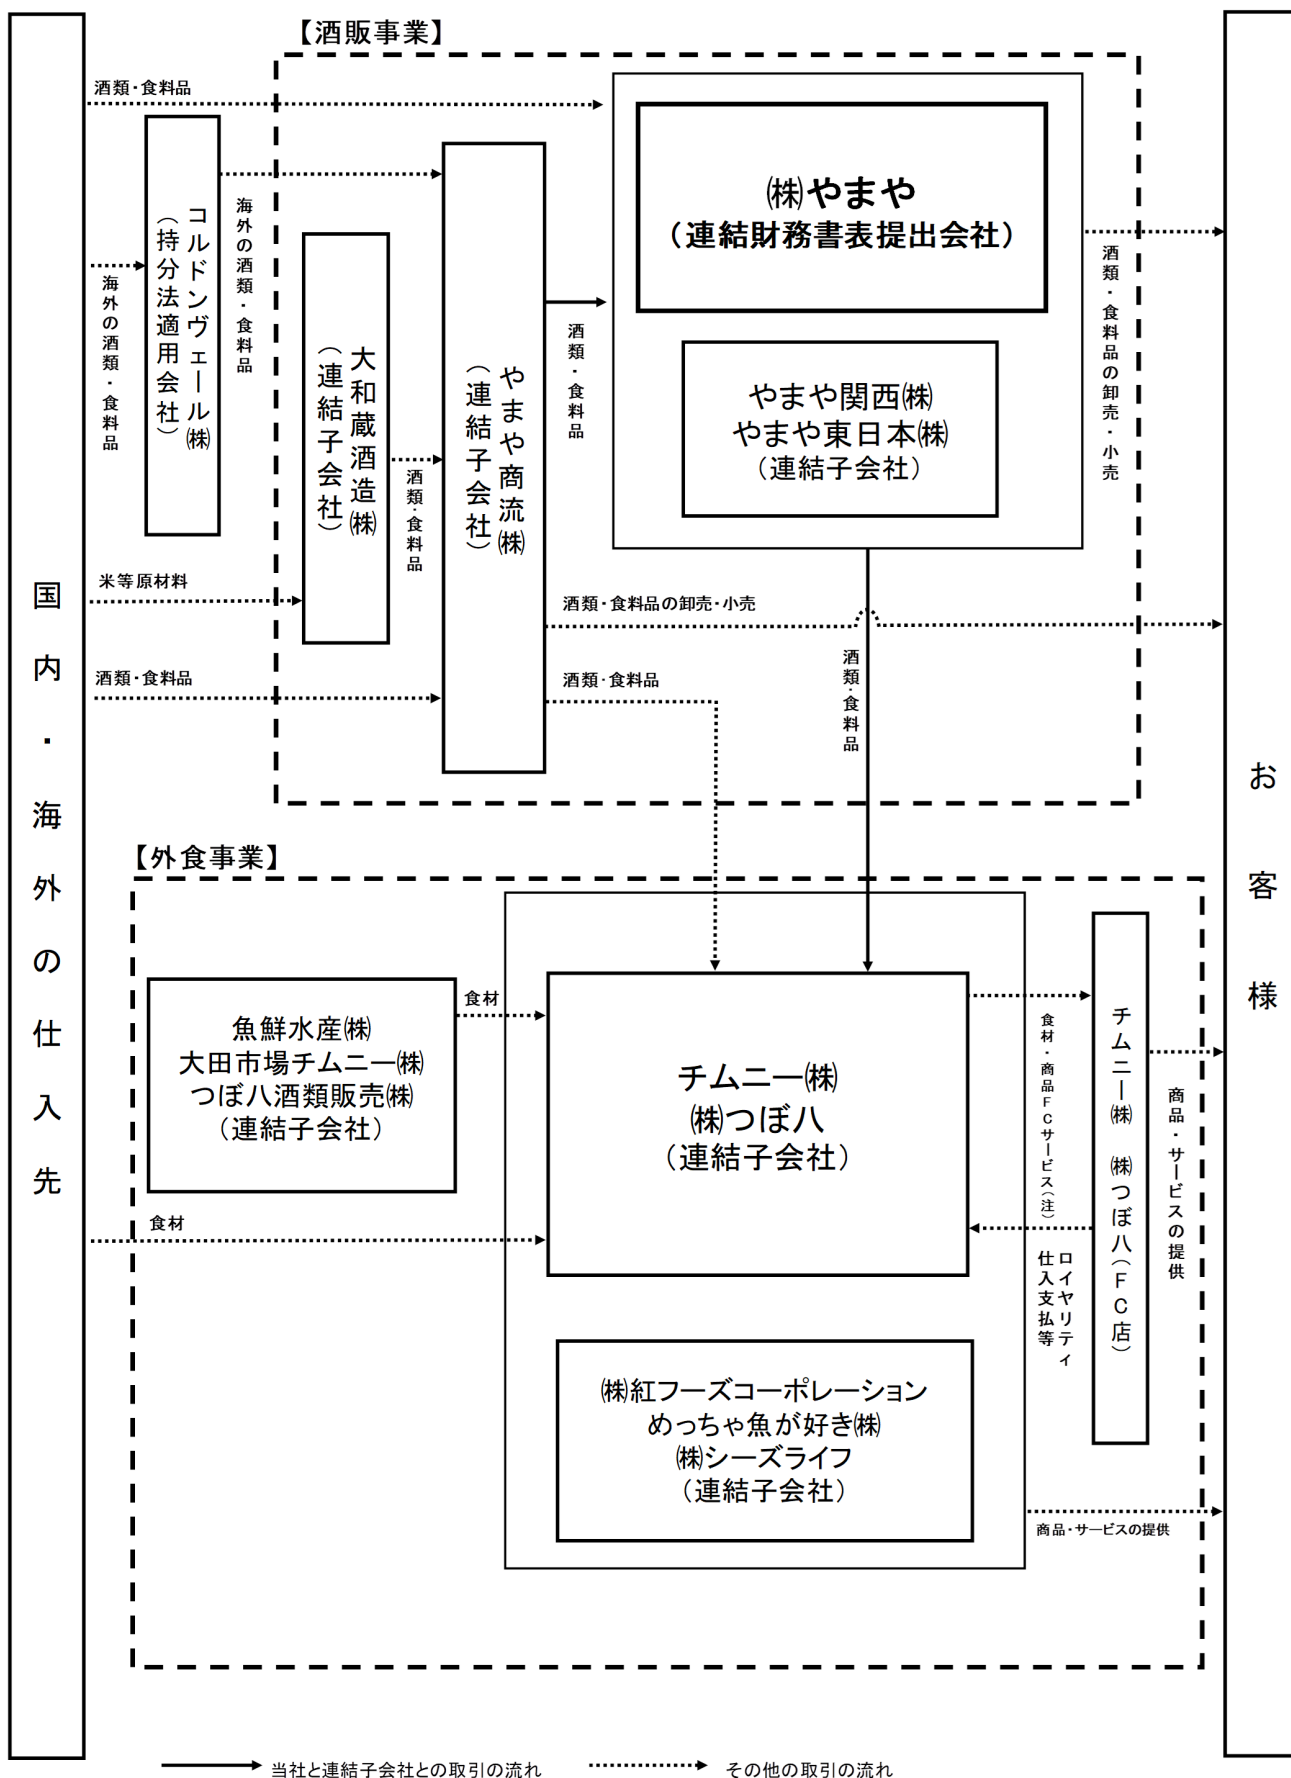 【酒販事業】
酒類・食料品
㈱やまや
（連結財務書表提出会社）
やまや関西㈱
やまや東日本㈱
（連結子会社）
コルドンヴェール㈱
（持分法適用会社）
海外の酒類・食料品
海外の酒類・食料品
大和蔵酒造㈱
（連結子会社）
酒類・食料品
やまや商流㈱
（連結子会社）
酒類・食料品
酒類・食料品の卸売・小売
米等原材料
酒類・食料品
酒類・食料品の卸売・小売
酒類・食料品
酒類・食料品
国内・海外の仕入先
お客様
【外食事業】
魚鮮水産㈱
大田市場チムニー㈱
つぼ八酒類販売㈱
（連結子会社）
食材
食材
チムニー㈱
㈱つぼ八
（連結子会社）
食材・商品FCサービス（注）
ロイヤリティ
仕入支払等
チムニー㈱　㈱つぼ八（FC店）
商品・サービスの提供
㈱紅フーズコーポレーション
めっちゃ魚が好き㈱
㈱シーズライフ
（連結子会社）
商品・サービスの提供
当社と連結子会社との取引の流れ
その他の取引の流れ